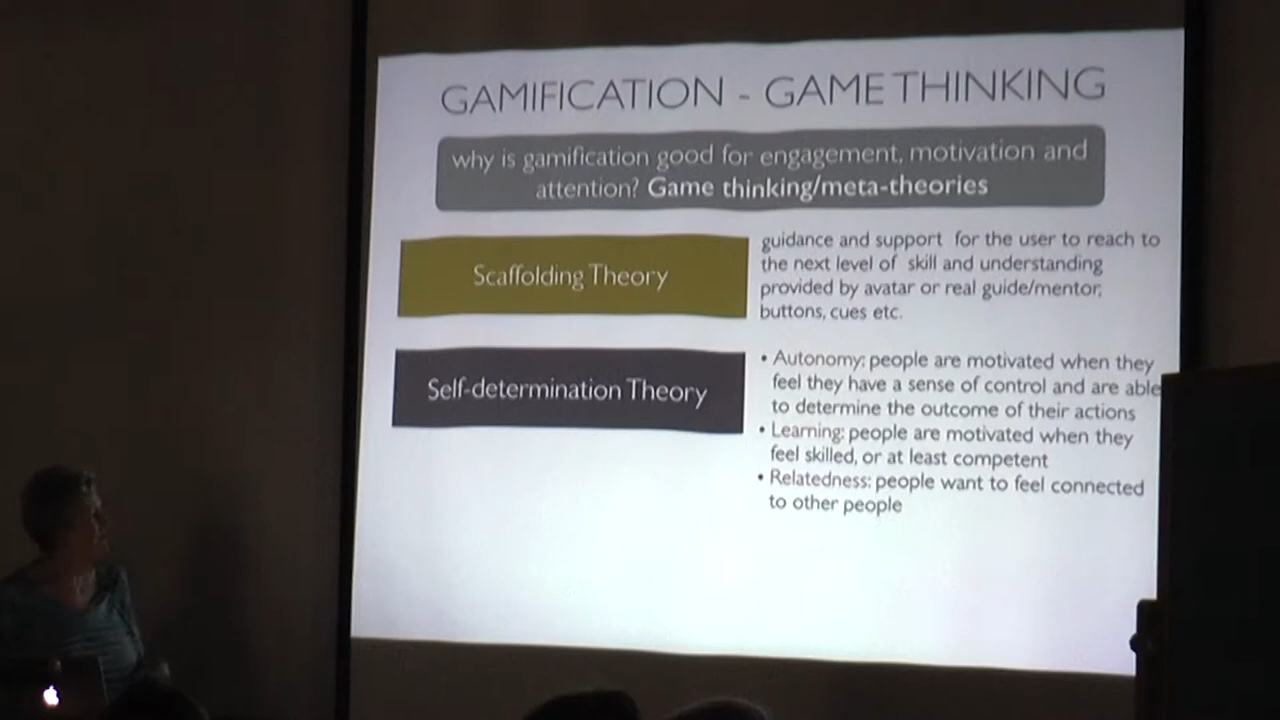 GAMIFICATION - GAME THINKING
why is gamification good for engagement, motivation and
attention? Game thinking/meta-theories
Scaffolding Theory
guidance and support for the user to reach to
the next level of skill and understanding
provided by avatar or real guide/mentor,
buttons, cues etc.
Self-determination Theory
• Autonomy: people are motivated when they
feel they have a sense of control and are able
to determine the outcome of their actions
• Learning: people are motivated when they
feel skilled, or at least competent
• Relatedness: people want to feel connected
to other people